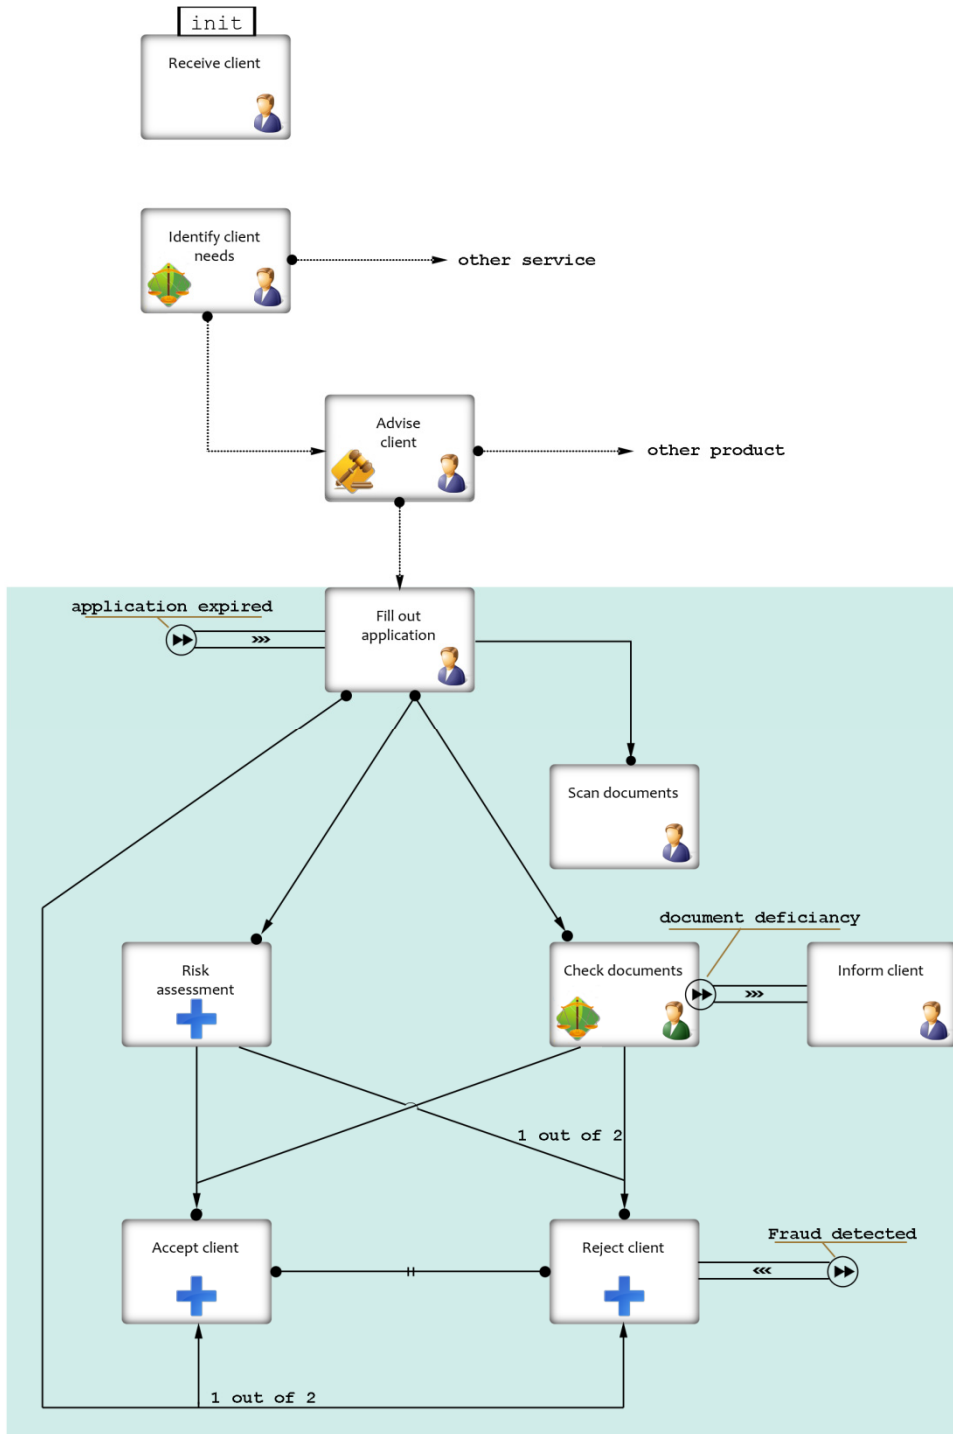 init
Receive client
Identify client
needs
other service
Advise
client
other product
application expired
Fill out
application
Scan documents
document deficiancy
Risk
assessment
Check documents
Inform client
1 out of 2
Accept client
Reject client
Fraud detected
1 out of 2